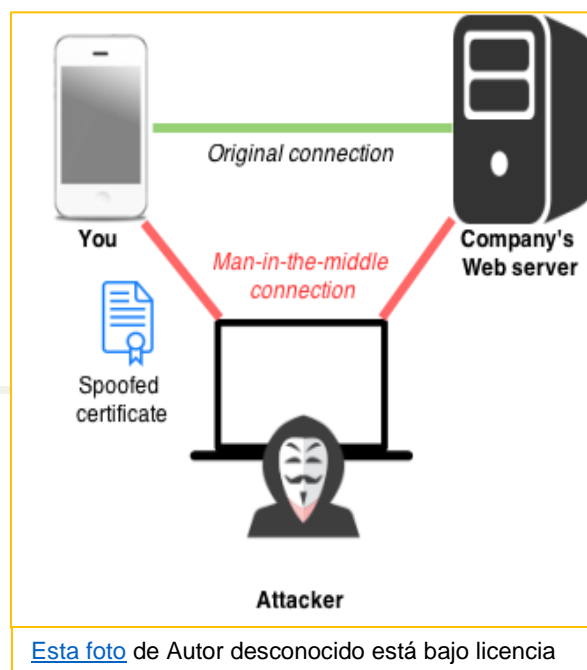 Original connection
You
Company's
Web server
Man-in-the-middle
connection
Spoofed
certificate
Attacker
Esta foto de Autor desconocido está bajo licencia